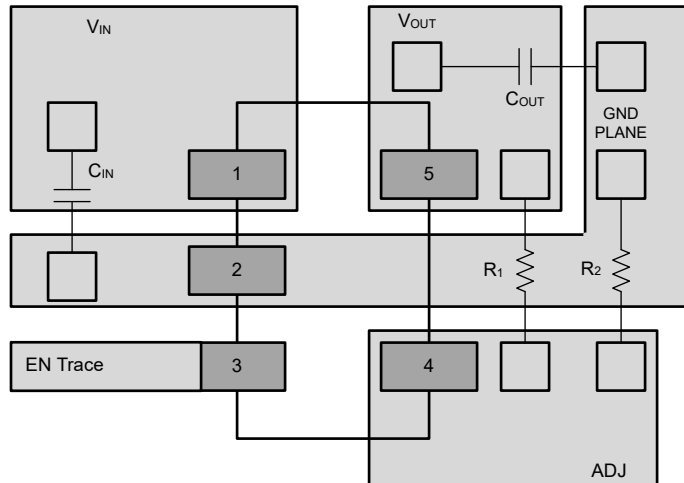 VIN
VOUT
COUT
GND
PLANE
CIN
1
5
2
R1
R2
EN Trace
3
4
ADJ